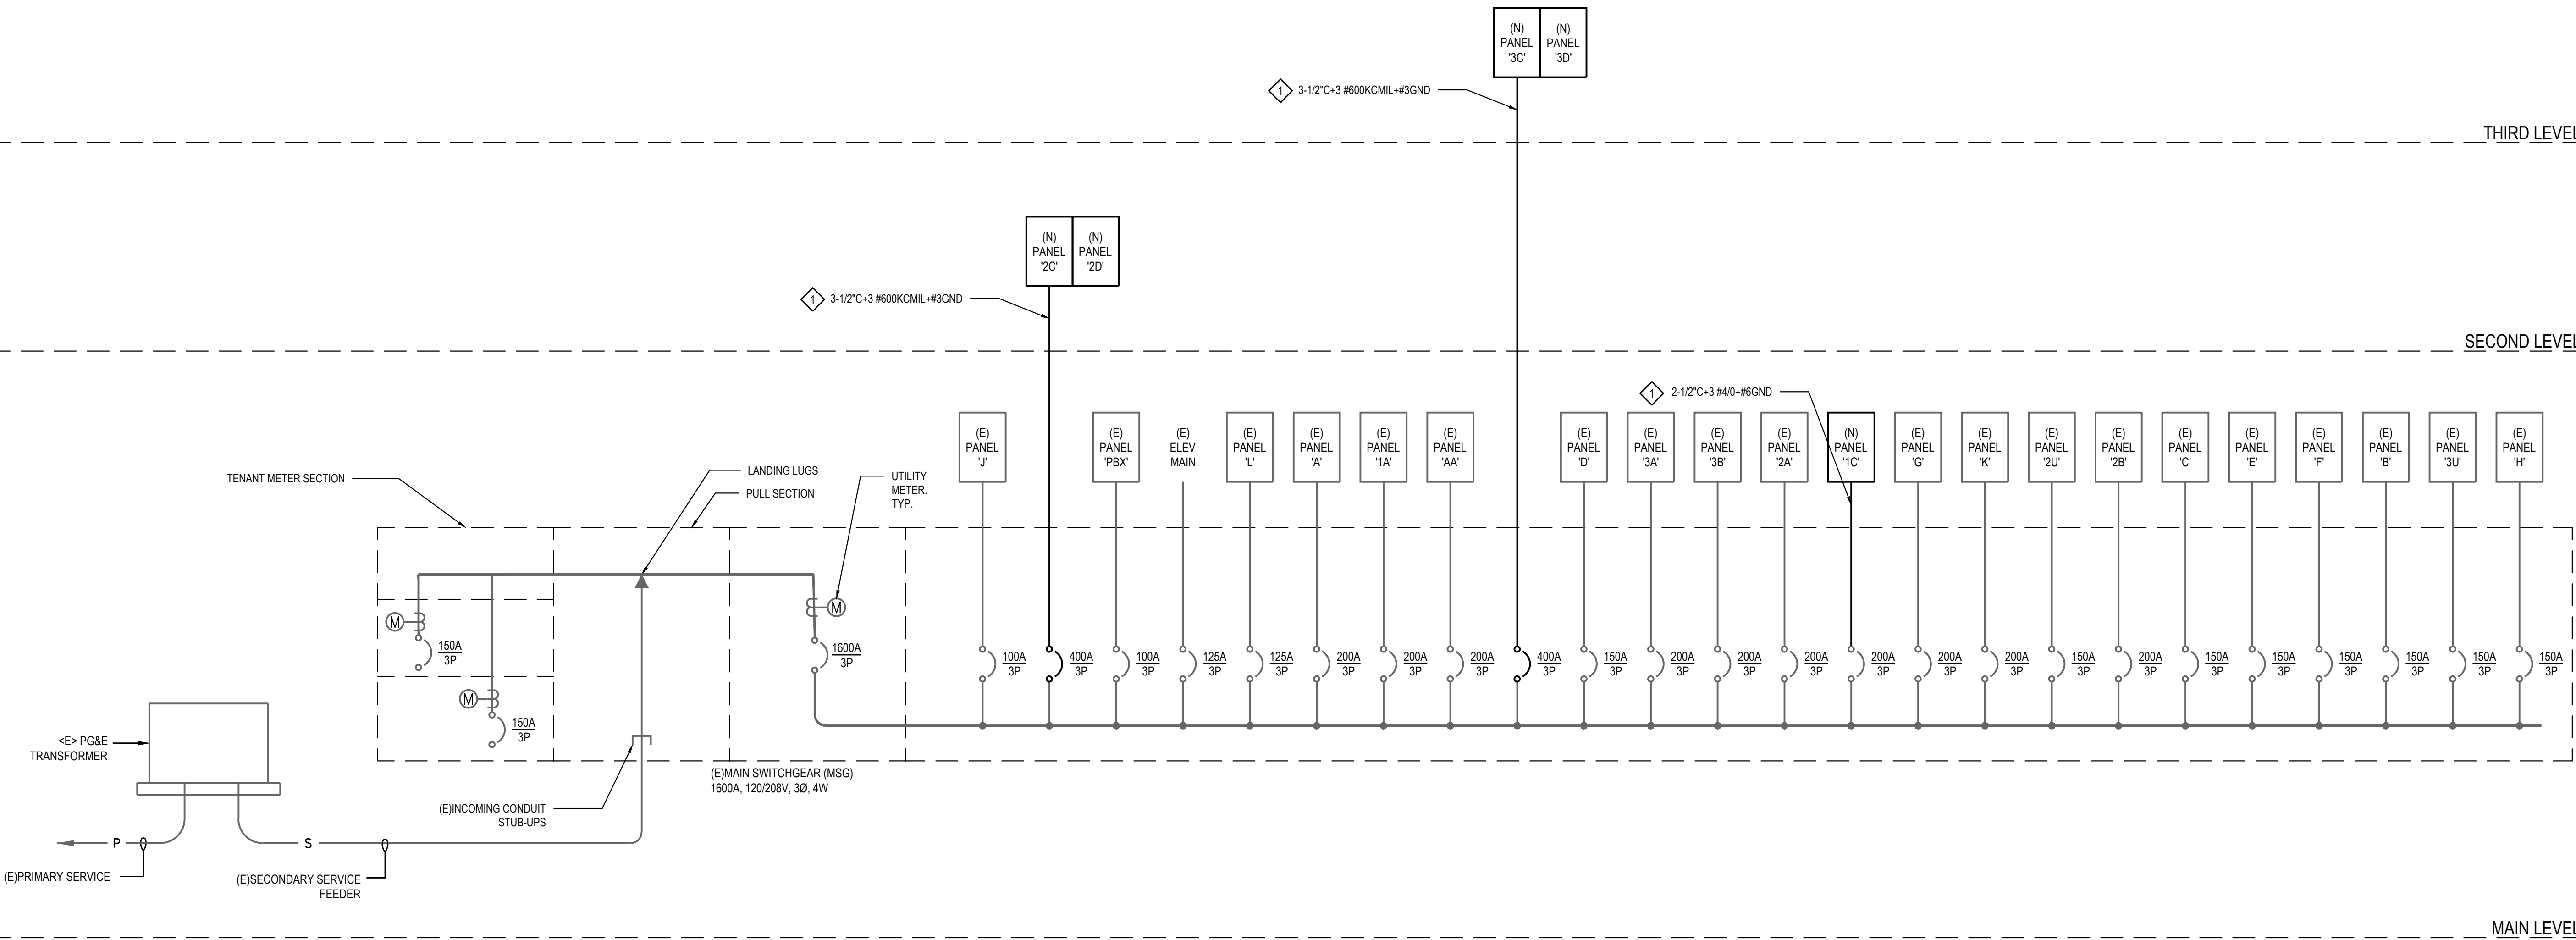 (N)
PANEL
'3C'
(N)
PANEL
'3D'
1
3-1/2"C+3 #600KCMIL+#3GND
THIRD LEVEL
(N)
PANEL
'2C'
(N)
PANEL
'2D'
1
3-1/2"C+3 #600KCMIL+#3GND
SECOND LEVEL
1
2-1/2"C+3 #4/0+#6GND
(E)
PANEL
'J'
(E)
PANEL
'PBX'
(E)
ELEV
MAIN
(E)
PANEL
'L'
(E)
PANEL
'A'
(E)
PANEL
'1A'
(E)
PANEL
'AA'
(E)
PANEL
'D'
(E)
PANEL
'3A'
(E)
PANEL
'3B'
(E)
PANEL
'2A'
(N)
PANEL
'1C'
(E)
PANEL
'G'
(E)
PANEL
'K'
(E)
PANEL
'2U'
(E)
PANEL
'2B'
(E)
PANEL
'C'
(E)
PANEL
'E'
(E)
PANEL
'F'
(E)
PANEL
'B'
(E)
PANEL
'3U'
(E)
PANEL
'H'
TENANT METER SECTION
LANDING LUGS
PULL SECTION
UTILITY
METER.
TYP.
M
150A
3P
M
150A
3P
M
1600A
3P
100A
3P
400A
3P
100A
3P
125A
3P
125A
3P
200A
3P
200A
3P
200A
3P
400A
3P
150A
3P
200A
3P
200A
3P
200A
3P
200A
3P
200A
3P
200A
3P
150A
3P
200A
3P
150A
3P
150A
3P
150A
3P
150A
3P
150A
3P
150A
3P
<E> PG&E
TRANSFORMER
(E)MAIN SWITCHGEAR (MSG)
1600A, 120/208V, 3Ø, 4W
(E)INCOMING CONDUIT
STUB-UPS
P
S
(E)PRIMARY SERVICE
(E)SECONDARY SERVICE
FEEDER
MAIN LEVEL